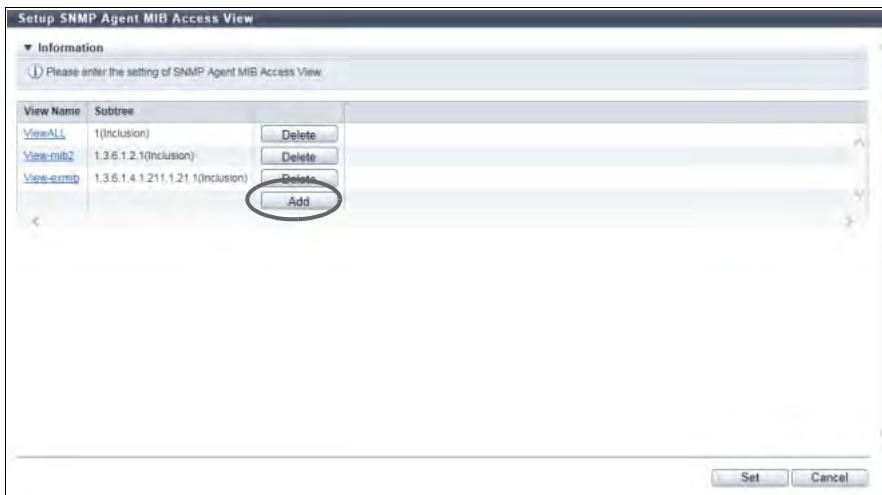 Setup SNMP Agent MIB Access View
Information
Please enter the setting of SNMP Agent MIB Access View.
View Name Subtree
ViewALL 1(Inclusion) Delete
View-mib2 1.3.6.1.2.1(Inclusion) Delete
View-exmib 1.3.6.1.4.1.211.1.21.1(Inclusion) Delete
Add
Set Cancel